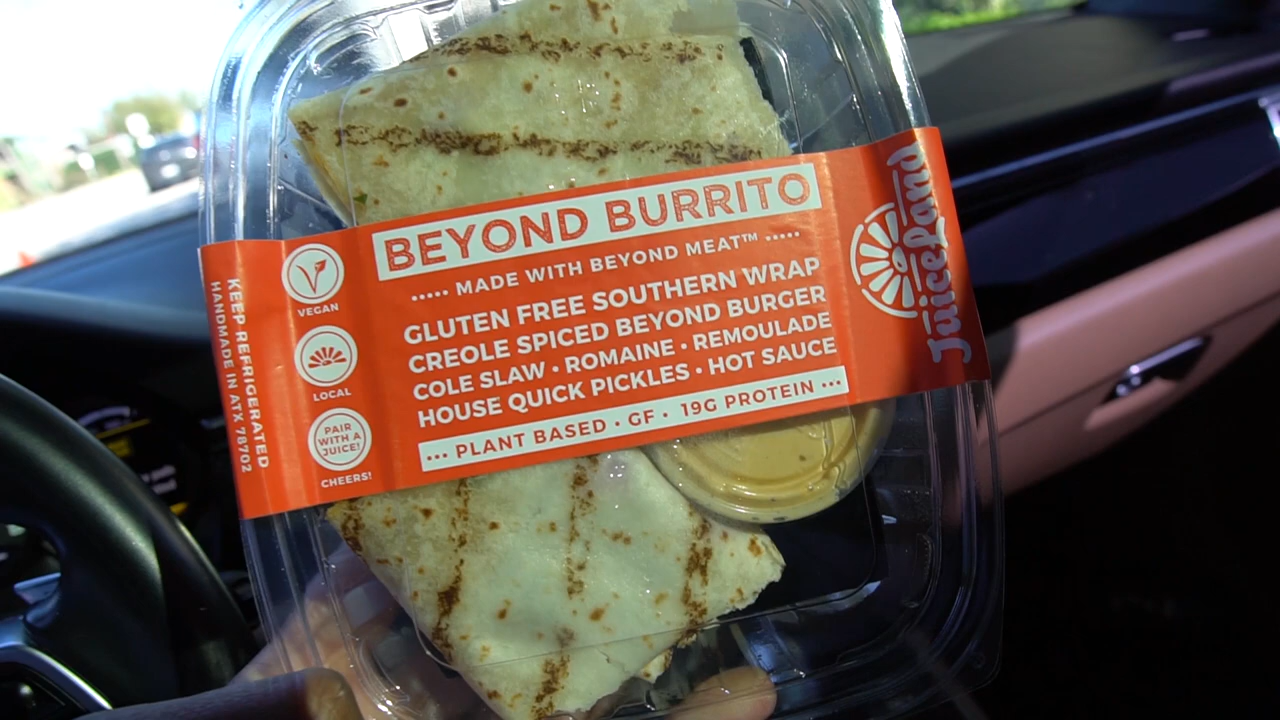 BEYOND BURRITO
••••• MADE WITH BEYOND MEAT™ •••••
GLUTEN FREE SOUTHERN WRAP
CREOLE SPICED BEYOND BURGER
COLE SLAW • ROMAINE • REMOULADE
HOUSE QUICK PICKLES • HOT SAUCE
••• PLANT BASED • GF • 19G PROTEIN •••
VEGAN
LOCAL
PAIR
WITH A
JUICE!
CHEERS!
KEEP REFRIGERATED
HANDMADE IN ATX 78702
JuiceLand